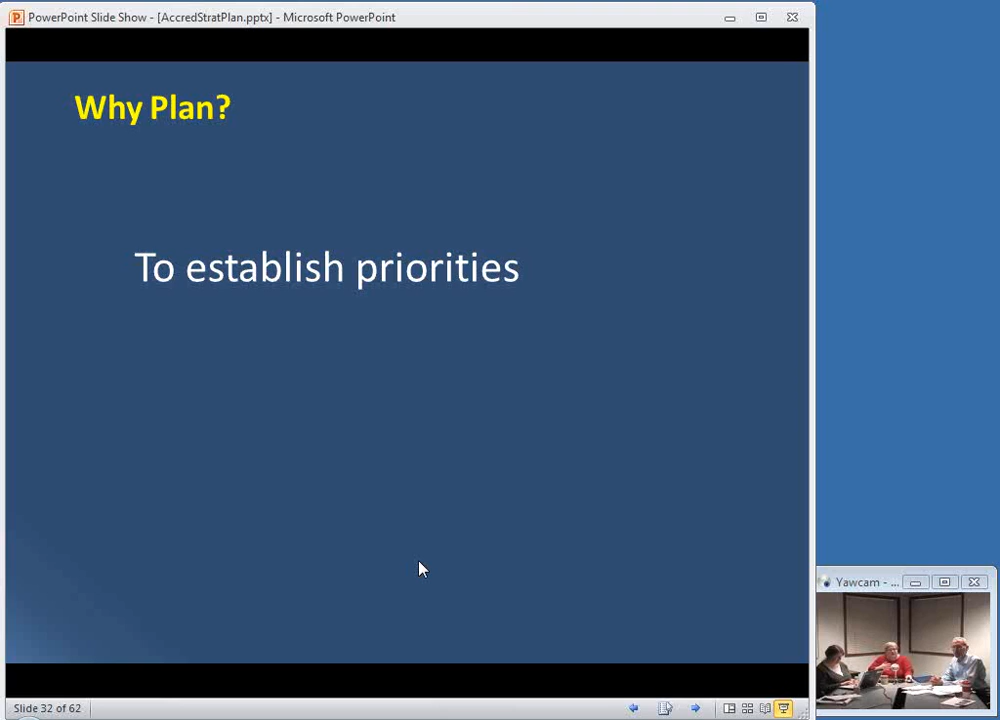 PowerPoint Slide Show - [AccredStratPlan.pptx] - Microsoft PowerPoint
Why Plan?
To establish priorities
Yawcam - ...
Slide 32 of 62